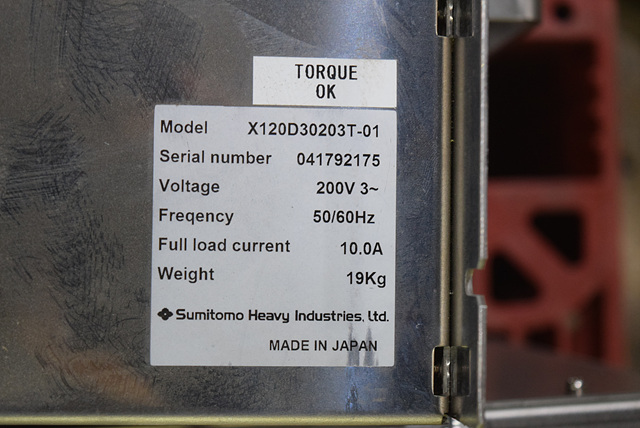 TORQUE
OK
Model X120D30203T-01
Serial number 041792175
Voltage 200V 3~
Freqency 50/60Hz
Full load current 10.0A
Weight 19Kg
Sumitomo Heavy Industries, Ltd.
MADE IN JAPAN